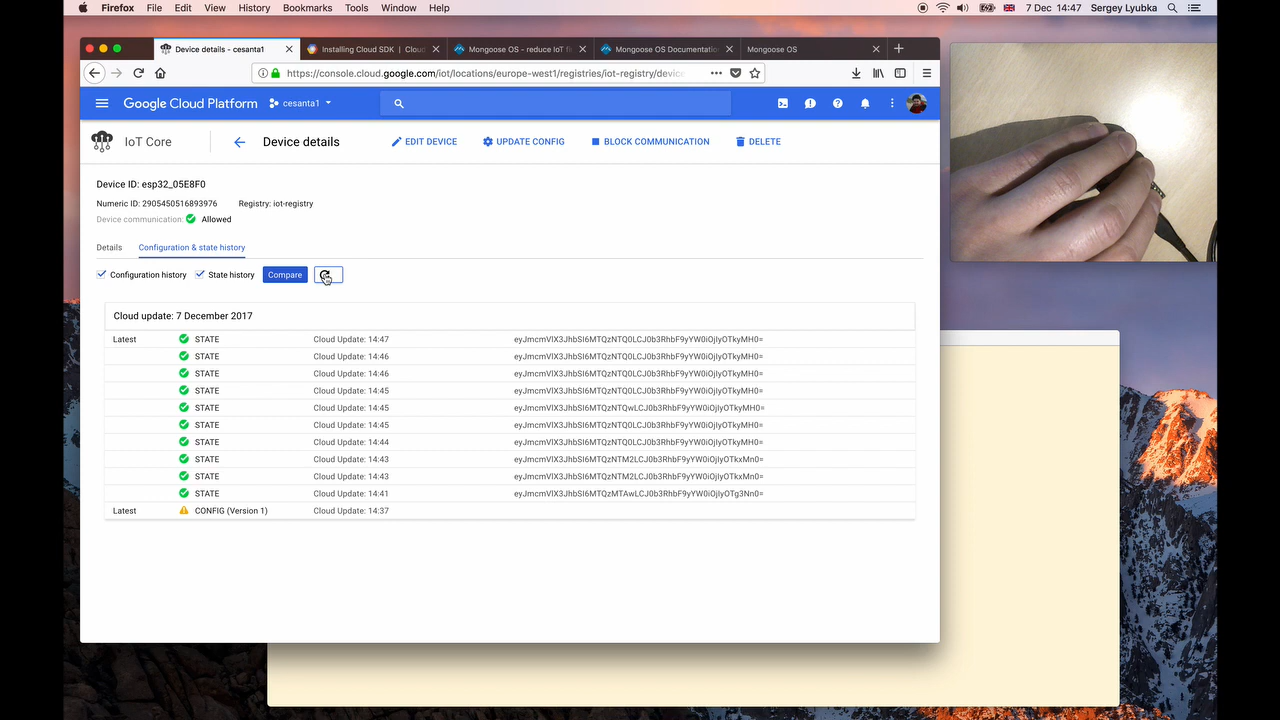 Firefox File Edit View History Bookmarks Tools Window Help 7 Dec 14:47 Sergey Lyubka
Device details - cesanta1 Installing Cloud SDK | Clou Mongoose OS - reduce IoT Mongoose OS Documentatio Mongoose OS
https://console.cloud.google.com/iot/locations/europe-west1/registries/iot-registry/device
Google Cloud Platform cesanta1
IoT Core Device details EDIT DEVICE UPDATE CONFIG BLOCK COMMUNICATION DELETE
Device ID: esp32_05E8F0
Numeric ID: 2905450516893976 Registry: iot-registry
Device communication: Allowed
Details Configuration & state history
Configuration history State history Compare
Cloud update: 7 December 2017
Latest STATE Cloud Update: 14:47 eyJmcmVlX3JhbSI6MTQzNTQ0LCJ0b3RhbF9yYW0iOjIyOTkyMH0=
STATE Cloud Update: 14:46 eyJmcmVlX3JhbSI6MTQzNTQ0LCJ0b3RhbF9yYW0iOjIyOTkyMH0=
STATE Cloud Update: 14:46 eyJmcmVlX3JhbSI6MTQzNTQ0LCJ0b3RhbF9yYW0iOjIyOTkyMH0=
STATE Cloud Update: 14:45 eyJmcmVlX3JhbSI6MTQzNTQ0LCJ0b3RhbF9yYW0iOjIyOTkyMH0=
STATE Cloud Update: 14:45 eyJmcmVlX3JhbSI6MTQzNTQwLCJ0b3RhbF9yYW0iOjIyOTkyMH0=
STATE Cloud Update: 14:45 eyJmcmVlX3JhbSI6MTQzNTQ0LCJ0b3RhbF9yYW0iOjIyOTkyMH0=
STATE Cloud Update: 14:44 eyJmcmVlX3JhbSI6MTQzNTQ0LCJ0b3RhbF9yYW0iOjIyOTkyMH0=
STATE Cloud Update: 14:43 eyJmcmVlX3JhbSI6MTQzNTM2LCJ0b3RhbF9yYW0iOjIyOTkxMn0=
STATE Cloud Update: 14:43 eyJmcmVlX3JhbSI6MTQzNTM2LCJ0b3RhbF9yYW0iOjIyOTkxMn0=
STATE Cloud Update: 14:41 eyJmcmVlX3JhbSI6MTQzMTAwLCJ0b3RhbF9yYW0iOjIyOTg3Nn0=
Latest CONFIG (Version 1) Cloud Update: 14:37